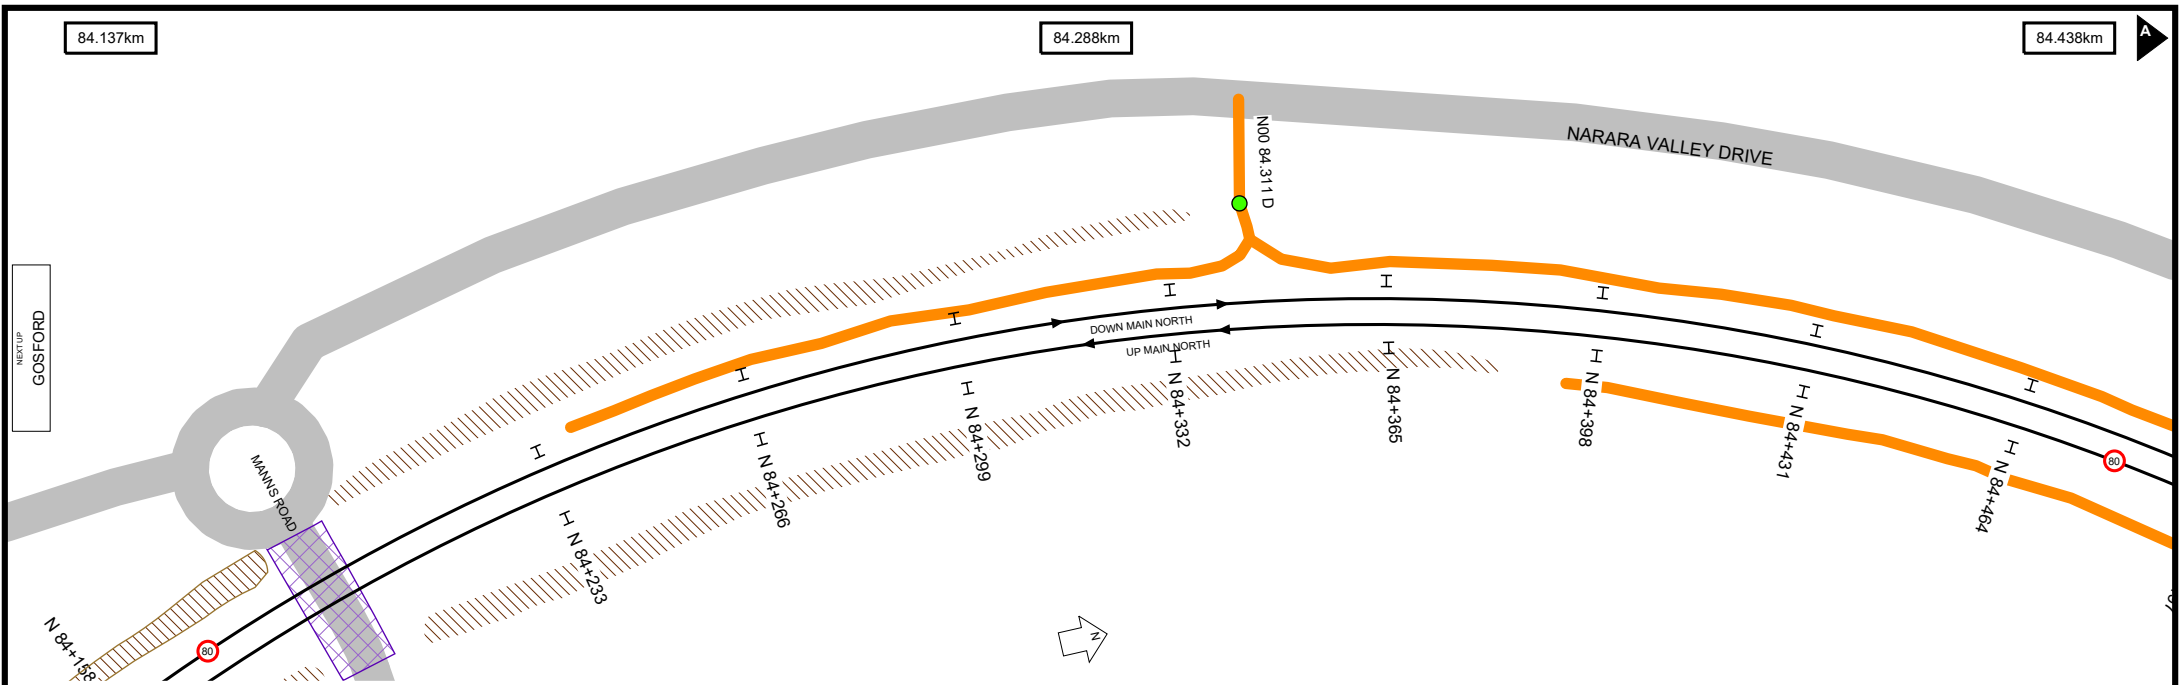 84.137km
84.288km
84.438km
A
N00 84.311 D
NARARA VALLEY DRIVE
NEXT UP
GOSFORD
DOWN MAIN NORTH
UP MAIN NORTH
MANNS ROAD
N 84+158
N 84+233
N 84+266
N 84+299
N 84+332
N 84+365
N 84+398
N 84+431
N 84+464
80
80
N